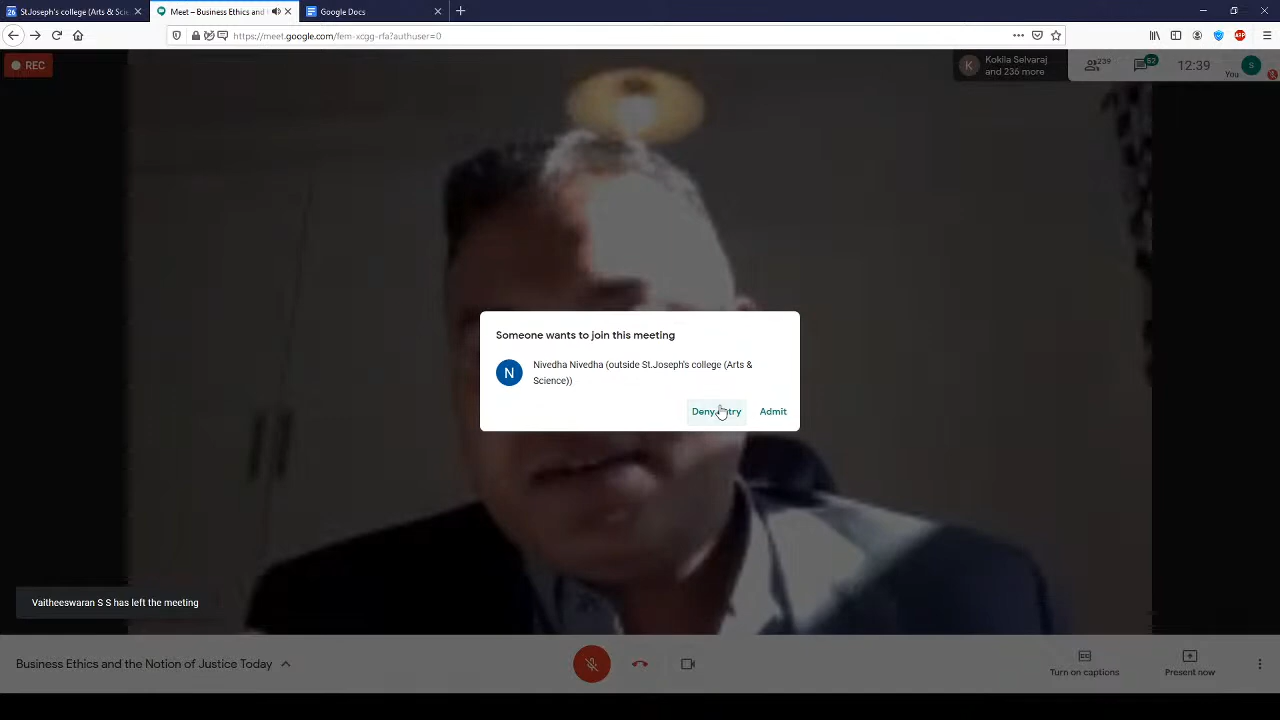 St.Joseph's college (Arts & Scie
Meet – Business Ethics and
Google Docs
https://meet.google.com/fem-xcgg-rfa?authuser=0
REC
K
Kokila Selvaraj
and 236 more
239
52
12:39
You
S
Someone wants to join this meeting
N
Nivedha Nivedha (outside St.Joseph's college (Arts &
Science))
Deny entry
Admit
Vaitheeswaran S S has left the meeting
Business Ethics and the Notion of Justice Today
Turn on captions
Present now